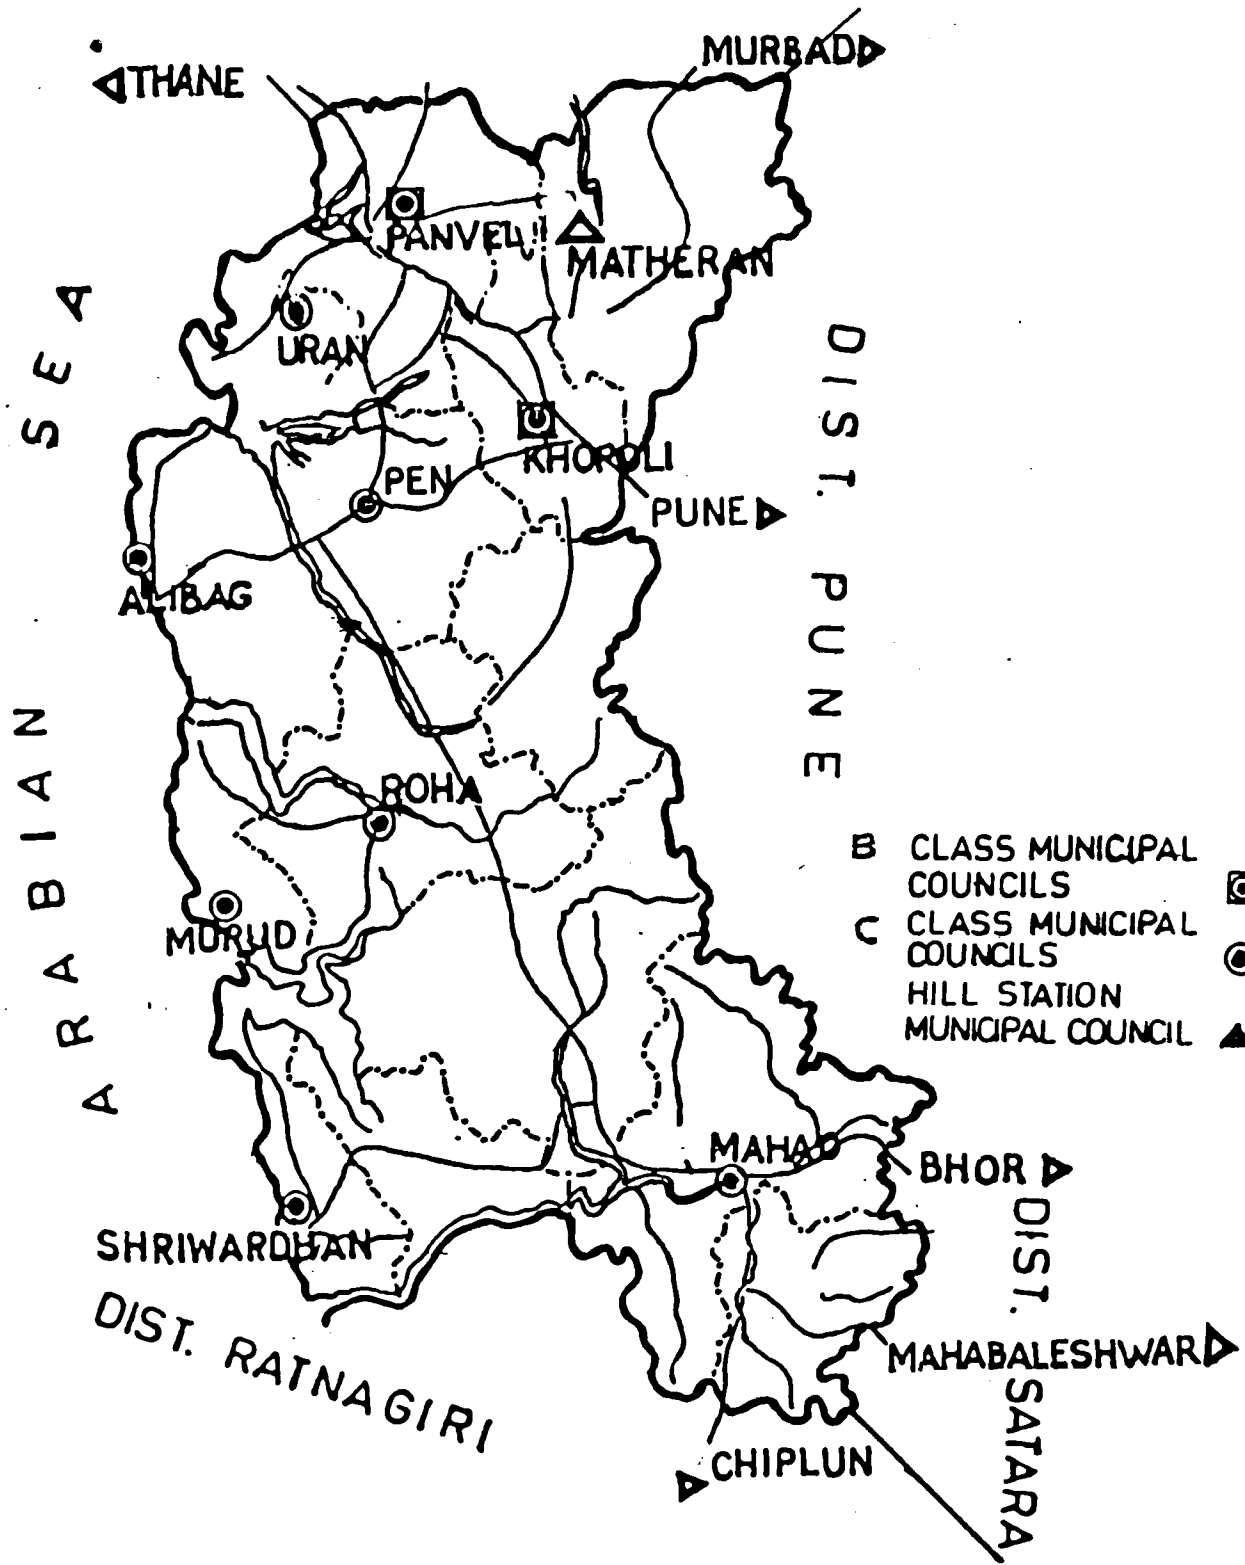 MURBAD
THANE
PANVEL
MATHERAN
URAN
ARABIAN SEA
DIST. PUNE
KHOPOLI
PEN
PUNE
ALIBAG
ROHA
B CLASS MUNICIPAL
COUNCILS
C CLASS MUNICIPAL
COUNCILS
HILL STATION
MUNICIPAL COUNCIL
MURUD
MAHAD
BHOR
SHRIWARDHAN
DIST. RATNAGIRI
DIST. SATARA
MAHABALESHWAR
CHIPLUN